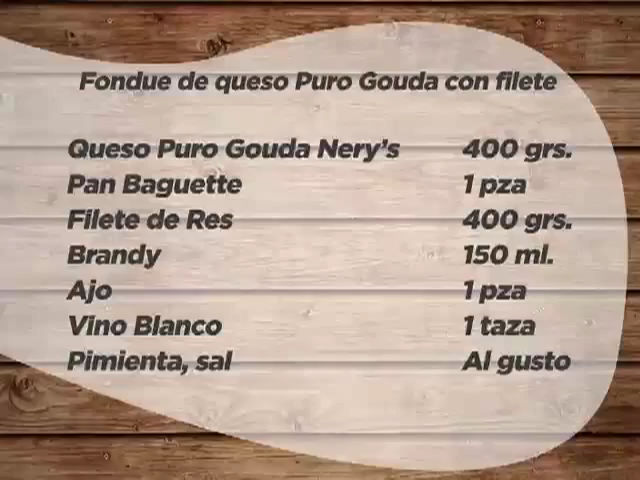 Fondue de queso Puro Gouda con filete
Queso Puro Gouda Nery's 400 grs.
Pan Baguette 1 pza
Filete de Res 400 grs.
Brandy 150 ml.
Ajo 1 pza
Vino Blanco 1 taza
Pimienta, sal Al gusto